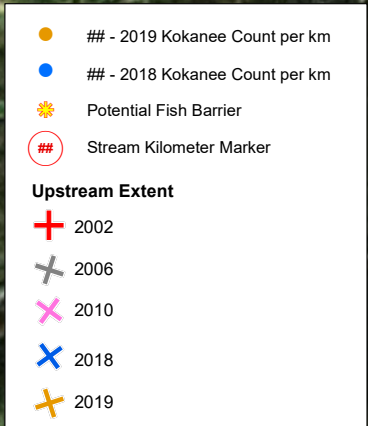 ## - 2019 Kokanee Count per km
## - 2018 Kokanee Count per km
Potential Fish Barrier
## Stream Kilometer Marker
Upstream Extent
2002
2006
2010
2018
2019